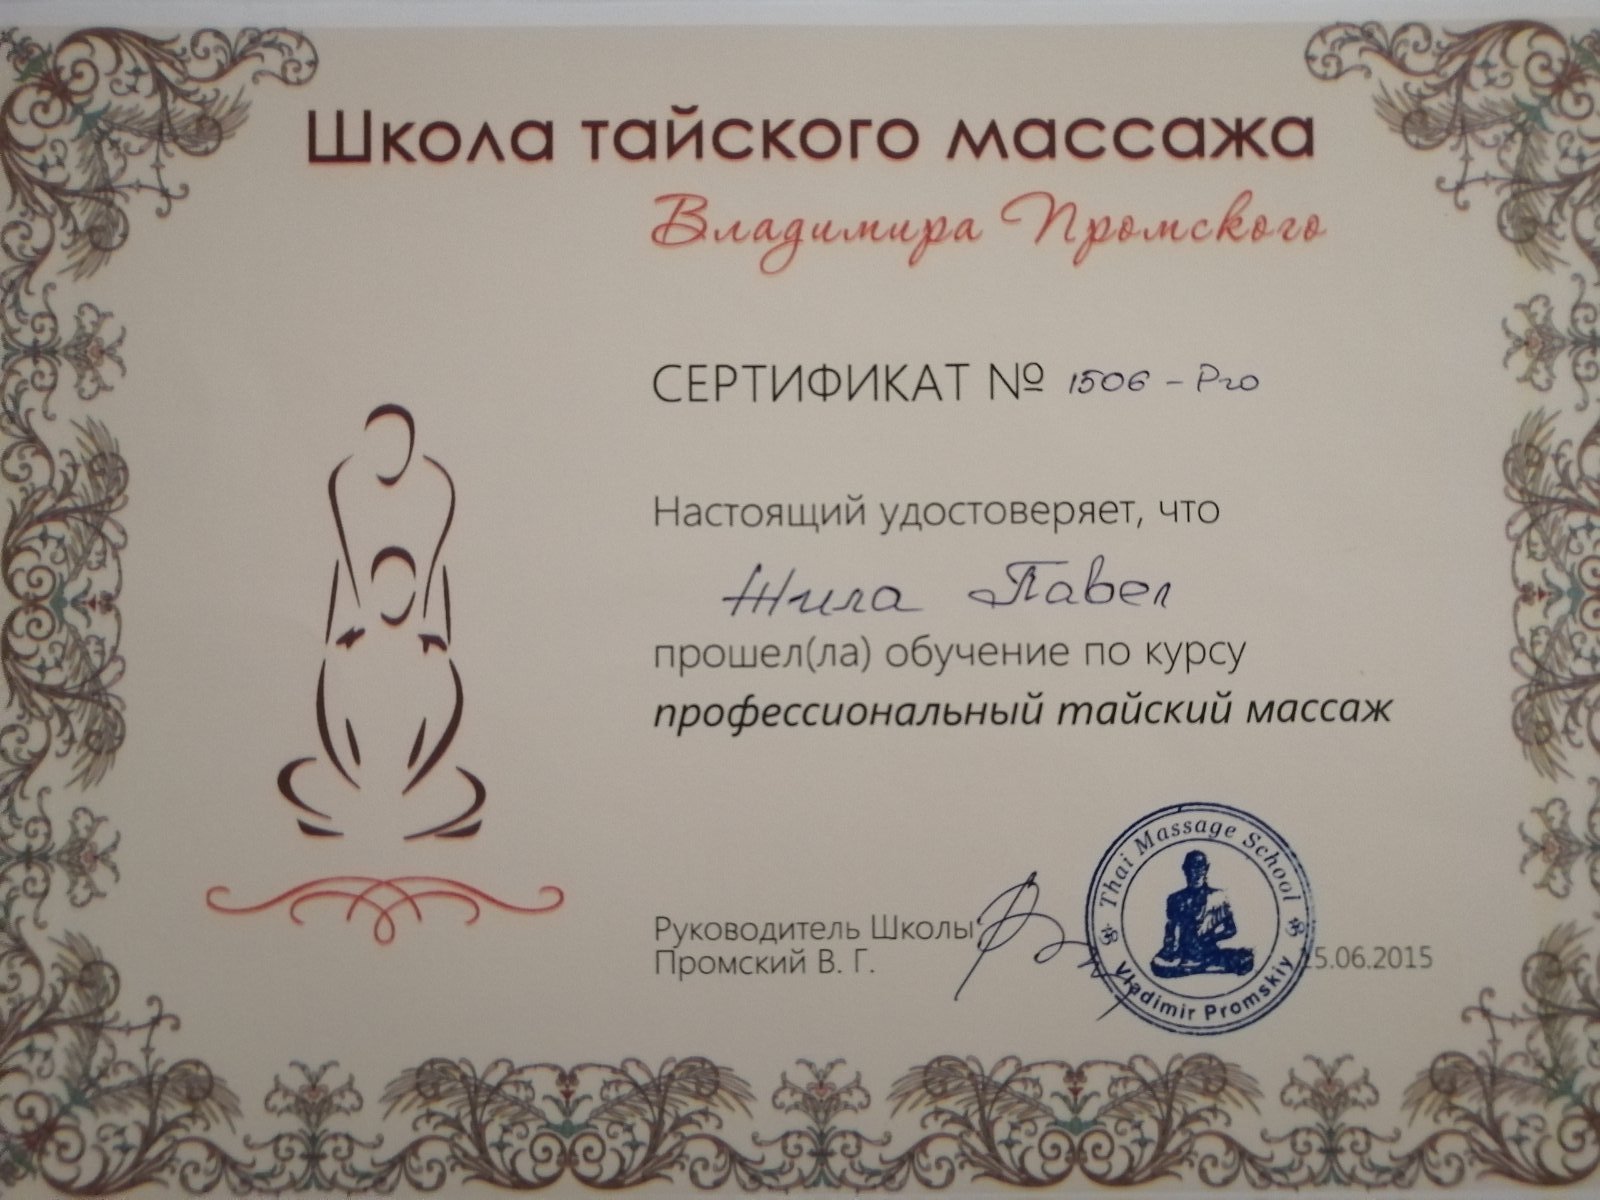 Школа тайского массажа
Владимира Промского
СЕРТИФИКАТ № 1506 - Pro
Настоящий удостоверяет, что
Жила Павел
прошел(ла) обучение по курсу
профессиональный тайский массаж
Руководитель Школы
Промский В. Г.
Thai Massage School
Vladimir Promskiy
15.06.2015